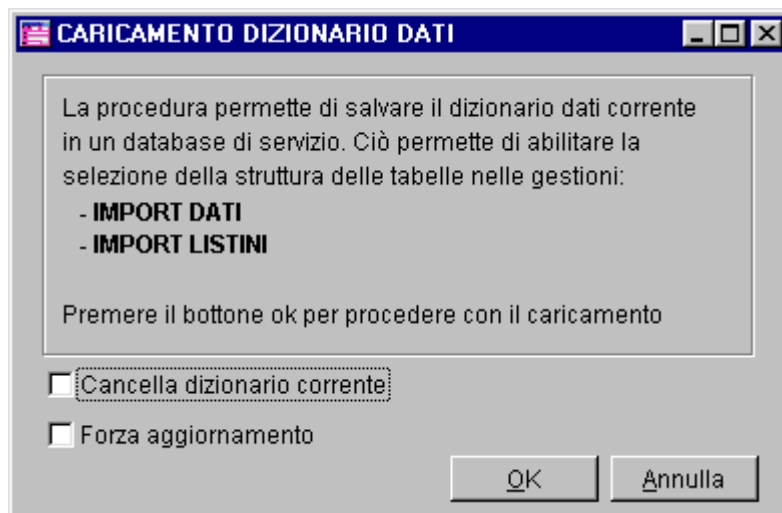 CARICAMENTO DIZIONARIO DATI
La procedura permette di salvare il dizionario dati corrente
in un database di servizio. Ciò permette di abilitare la
selezione della struttura delle tabelle nelle gestioni:
- IMPORT DATI
- IMPORT LISTINI
Premere il bottone ok per procedere con il caricamento
Cancella dizionario corrente
Forza aggiornamento
OK Annulla